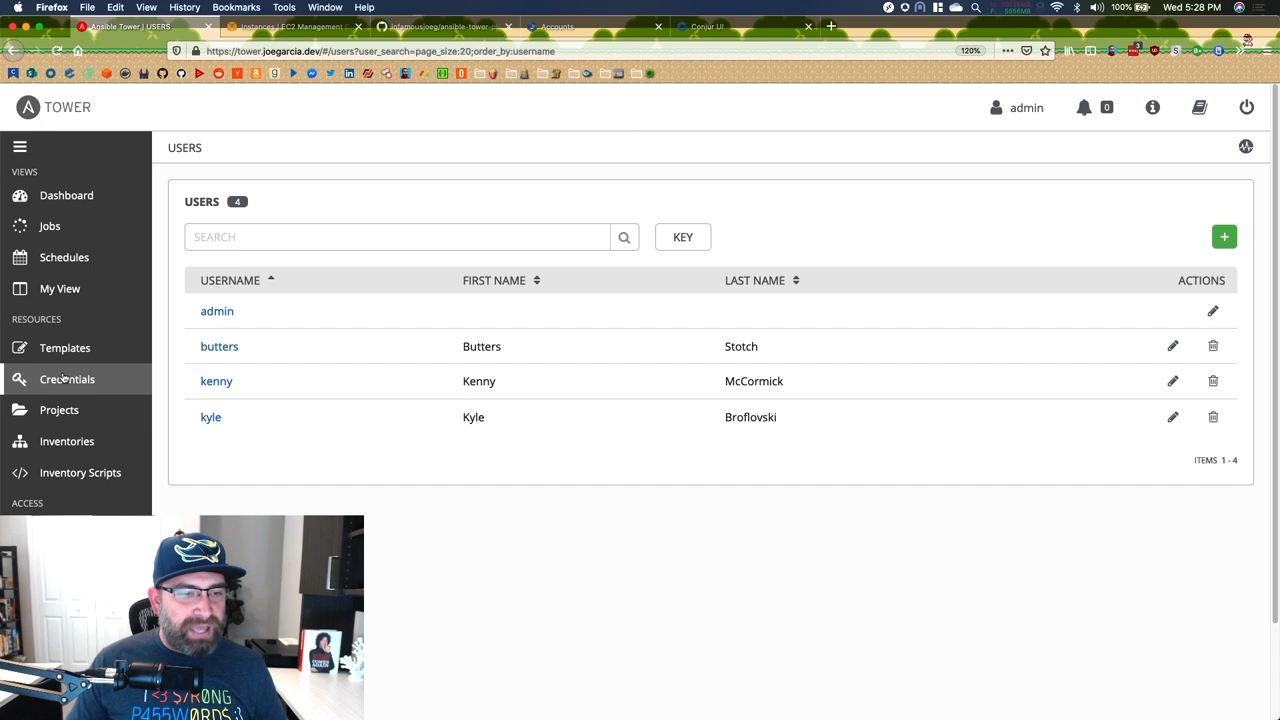 Firefox File Edit View History Bookmarks Tools Window Help 100% Wed 5:28 PM
Ansible Tower | USERS Instances | EC2 Management infamousjoeg/ansible-tower-p Accounts Conjur UI
https://tower.joegarcia.dev/#/users?user_search=page_size:20;order_by:username 120%
A TOWER admin 0
USERS
VIEWS
Dashboard
Jobs
Schedules
My View
RESOURCES
Templates
Credentials
Projects
Inventories
Inventory Scripts
ACCESS
USERS 4
SEARCH KEY +
USERNAME FIRST NAME LAST NAME ACTIONS
admin
butters Butters Stotch
kenny Kenny McCormick
kyle Kyle Broflovski
ITEMS 1 - 4
I <3 $7R0NG
P455W0RD$;}